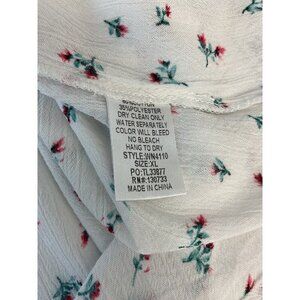 35%POLYESTER
DRY CLEAN ONLY
WATER SEPARATELY
COLOR WILL BLEED
NO BLEACH
HANG TO DRY
STYLE:WN4110
SIZE:XL
PO:TL33877
RN#:130733
MADE IN CHINA